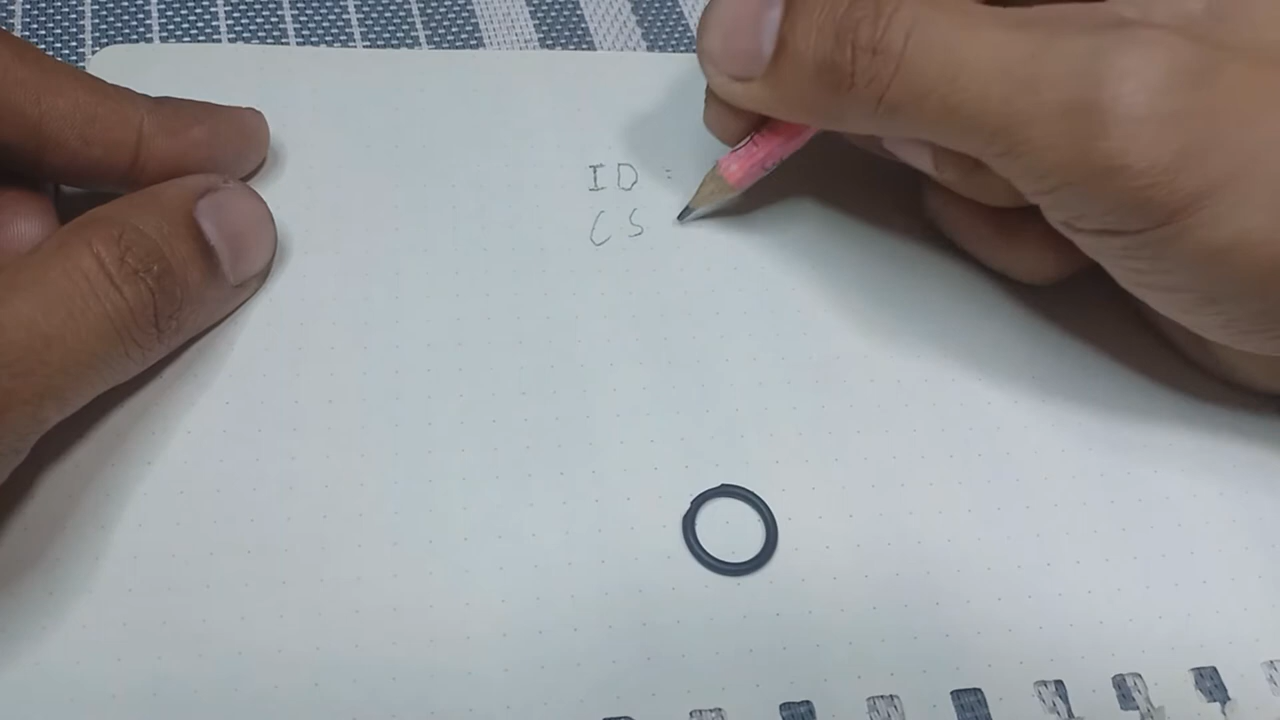 ID =
CS